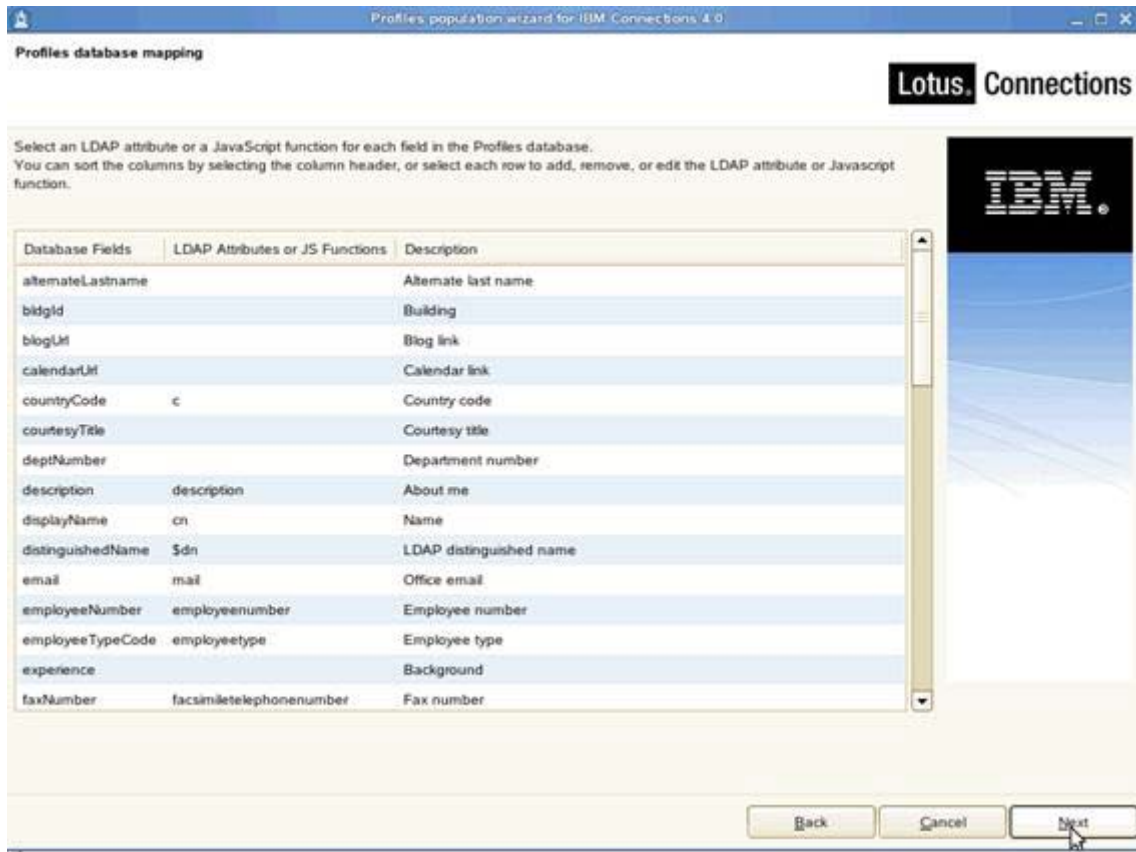 Profiles population wizard for IBM Connections 4.0
Profiles database mapping
Lotus. Connections
Select an LDAP attribute or a JavaScript function for each field in the Profiles database.
You can sort the columns by selecting the column header, or select each row to add, remove, or edit the LDAP attribute or Javascript
function.
IBM.®
Database Fields LDAP Attributes or JS Functions Description
alternateLastname Alternate last name
bldgId Building
blogUrl Blog link
calendarUrl Calendar link
countryCode c Country code
courtesyTitle Courtesy title
deptNumber Department number
description description About me
displayName cn Name
distinguishedName $dn LDAP distinguished name
email mail Office email
employeeNumber employeenumber Employee number
employeeTypeCode employeetype Employee type
experience Background
faxNumber facsimiletelephonenumber Fax number
Back Cancel Next